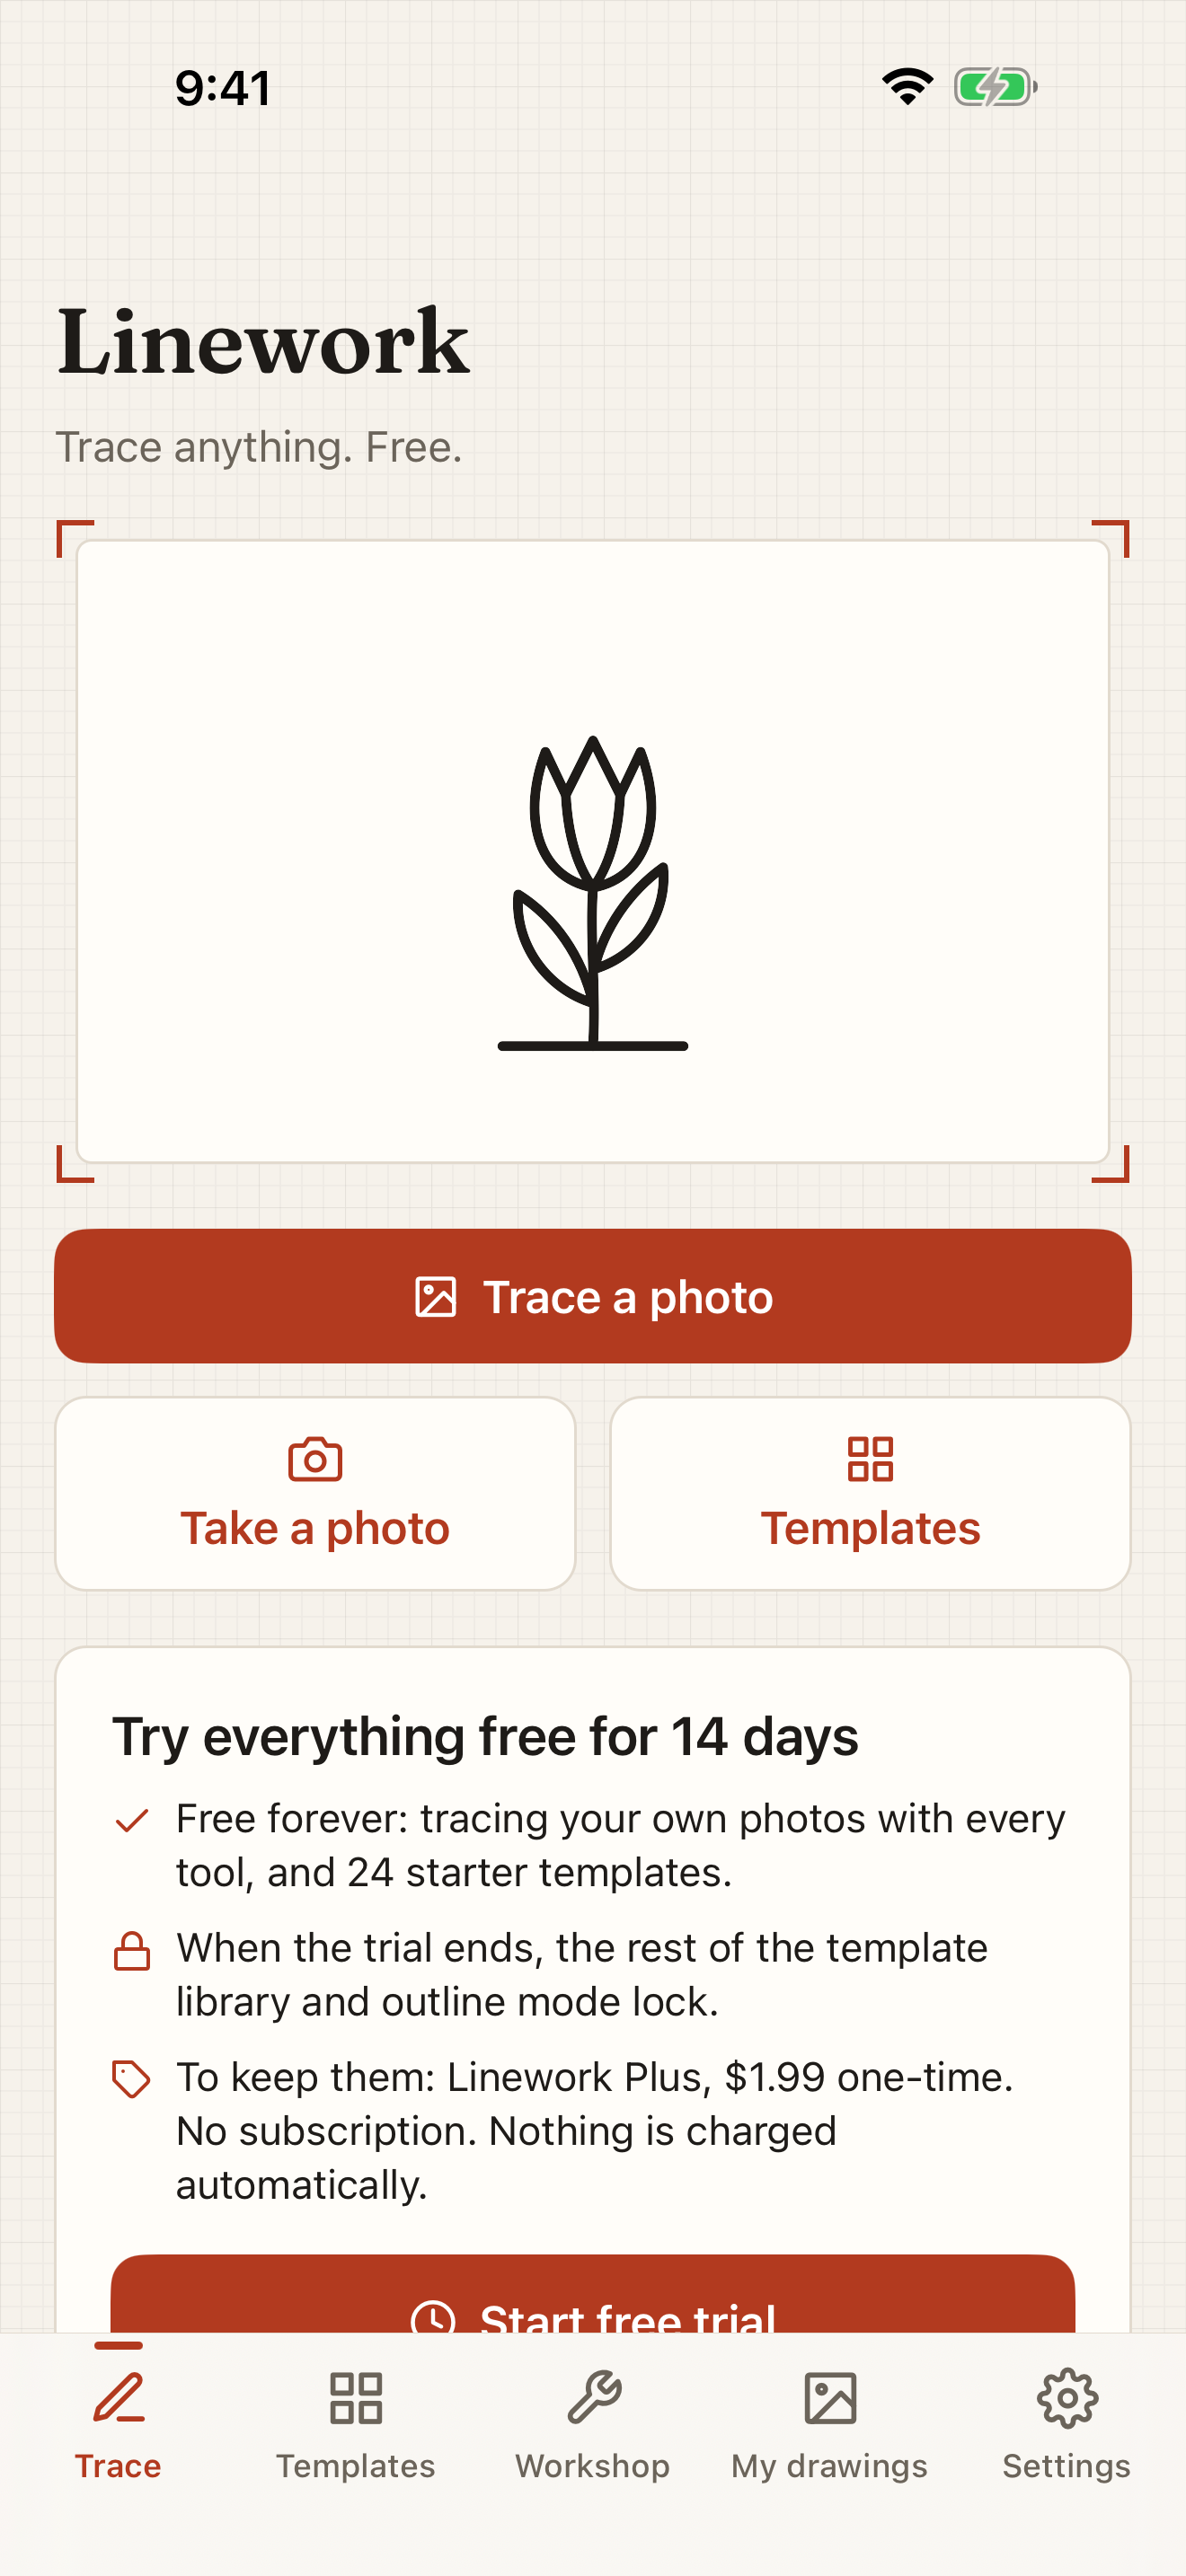 9:41
Linework
Trace anything. Free.
Trace a photo
Take a photo
Templates
Try everything free for 14 days
Free forever: tracing your own photos with every
tool, and 24 starter templates.
When the trial ends, the rest of the template
library and outline mode lock.
To keep them: Linework Plus, $1.99 one-time.
No subscription. Nothing is charged
automatically.
Start free trial
Trace
Templates
Workshop
My drawings
Settings